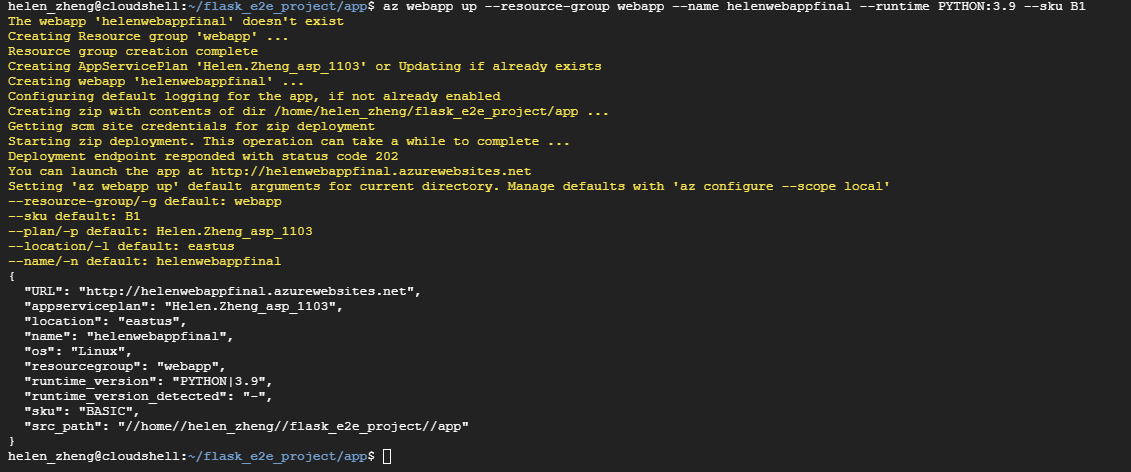 helen_zheng@cloudshell:~/flask_e2e_project/app$ az webapp up --resource-group webapp --name helenwebappfinal --runtime PYTHON:3.9 --sku B1
The webapp 'helenwebappfinal' doesn't exist
Creating Resource group 'webapp' ...
Resource group creation complete
Creating AppServicePlan 'Helen.Zheng_asp_1103' or Updating if already exists
Creating webapp 'helenwebappfinal' ...
Configuring default logging for the app, if not already enabled
Creating zip with contents of dir /home/helen_zheng/flask_e2e_project/app ...
Getting scm site credentials for zip deployment
Starting zip deployment. This operation can take a while to complete ...
Deployment endpoint responded with status code 202
You can launch the app at http://helenwebappfinal.azurewebsites.net
Setting 'az webapp up' default arguments for current directory. Manage defaults with 'az configure --scope local'
--resource-group/-g default: webapp
--sku default: B1
--plan/-p default: Helen.Zheng_asp_1103
--location/-l default: eastus
--name/-n default: helenwebappfinal
{
  "URL": "http://helenwebappfinal.azurewebsites.net",
  "appserviceplan": "Helen.Zheng_asp_1103",
  "location": "eastus",
  "name": "helenwebappfinal",
  "os": "Linux",
  "resourcegroup": "webapp",
  "runtime_version": "PYTHON|3.9",
  "runtime_version_detected": "-",
  "sku": "BASIC",
  "src_path": "//home//helen_zheng//flask_e2e_project//app"
}
helen_zheng@cloudshell:~/flask_e2e_project/app$